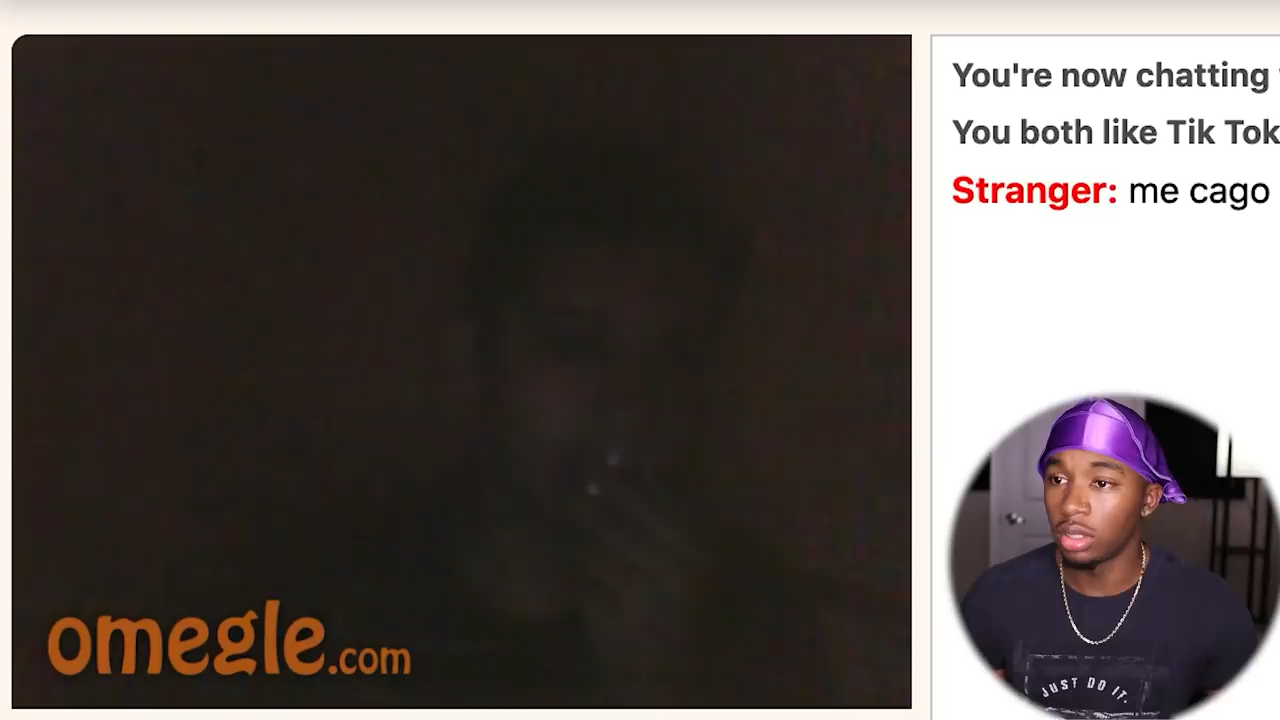 You're now chatting
You both like Tik Tok
Stranger: me cago
omegle.com
JUST DO IT.